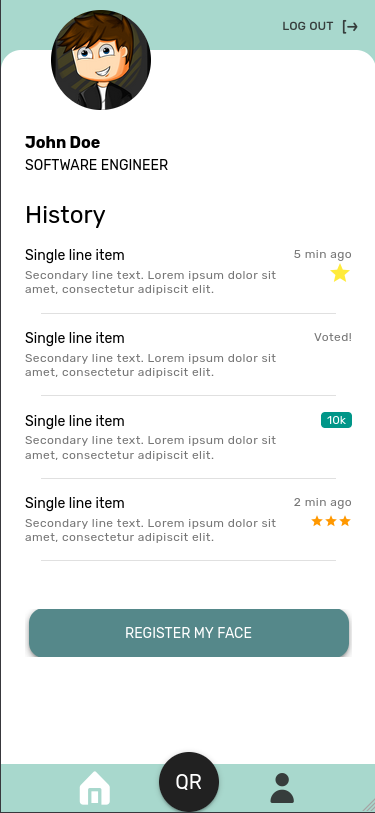 LOG OUT
John Doe
SOFTWARE ENGINEER
History
Single line item
5 min ago
Secondary line text. Lorem ipsum dolor sit
amet, consectetur adipiscit elit.
Single line item
Voted!
Secondary line text. Lorem ipsum dolor sit
amet, consectetur adipiscit elit.
Single line item
10k
Secondary line text. Lorem ipsum dolor sit
amet, consectetur adipiscit elit.
Single line item
2 min ago
Secondary line text. Lorem ipsum dolor sit
amet, consectetur adipiscit elit.
REGISTER MY FACE
QR